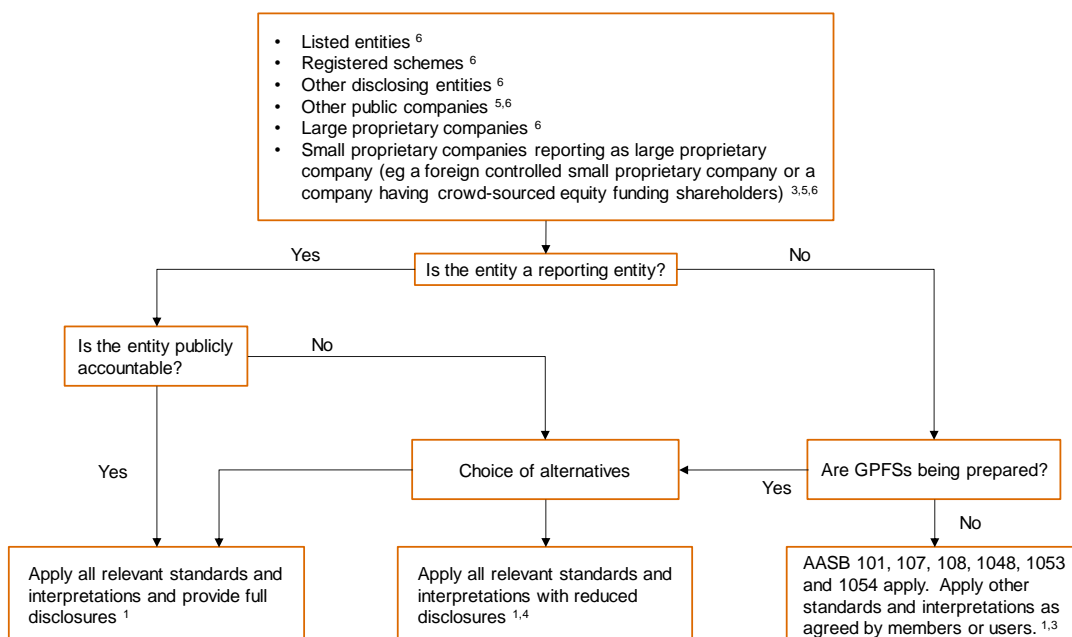 • Listed entities 6
• Registered schemes 6
• Other disclosing entities 6
• Other public companies 5,6
• Large proprietary companies 6
• Small proprietary companies reporting as large proprietary
company (eg a foreign controlled small proprietary company or a
company having crowd-sourced equity funding shareholders) 3,5,6
Yes
Is the entity a reporting entity?
No
Is the entity publicly
accountable?
No
Yes
Choice of alternatives
Yes
Are GPFSs being prepared?
No
Apply all relevant standards and
interpretations and provide full
disclosures 1
Apply all relevant standards and
interpretations with reduced
disclosures 1,4
AASB 101, 107, 108, 1048, 1053
and 1054 apply. Apply other
standards and interpretations as
agreed by members or users. 1,3